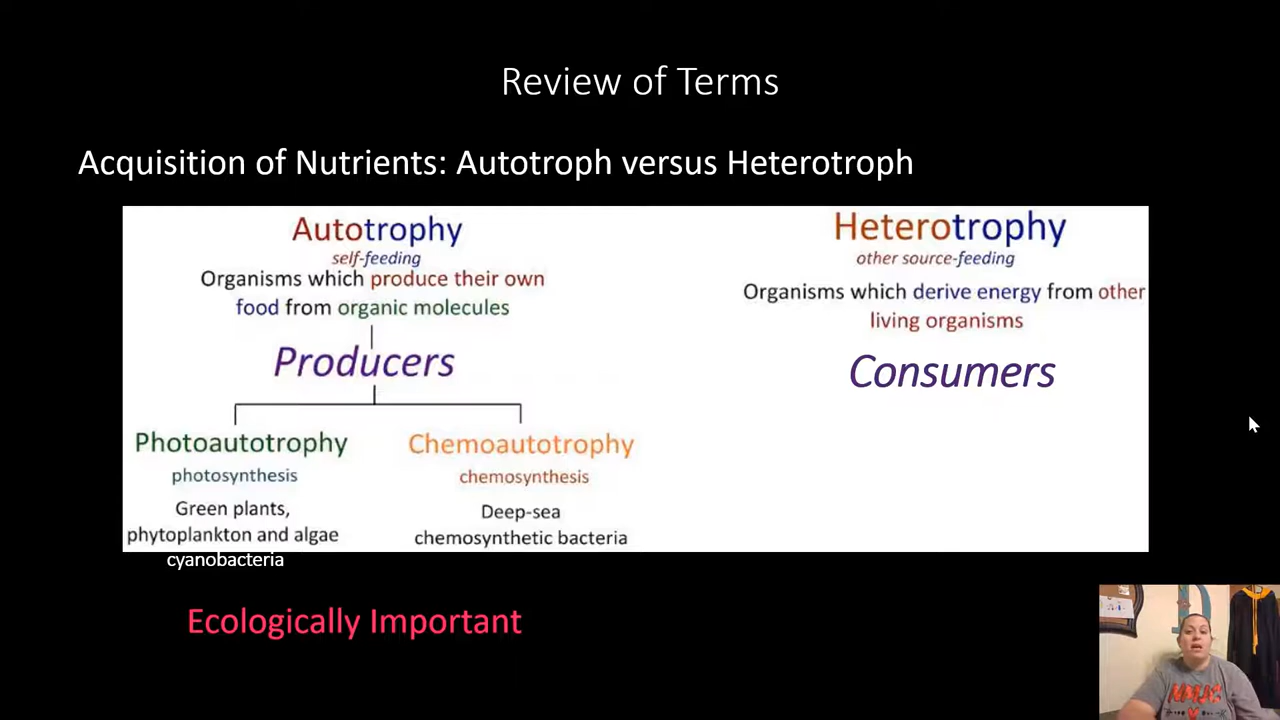 Review of Terms
Acquisition of Nutrients: Autotroph versus Heterotroph
Autotrophy
self-feeding
Organisms which produce their own
food from organic molecules
Producers
Photoautotrophy
photosynthesis
Green plants,
phytoplankton and algae
cyanobacteria
Chemoautotrophy
chemosynthesis
Deep-sea
chemosynthetic bacteria
Heterotrophy
other source-feeding
Organisms which derive energy from other
living organisms
Consumers
Ecologically Important